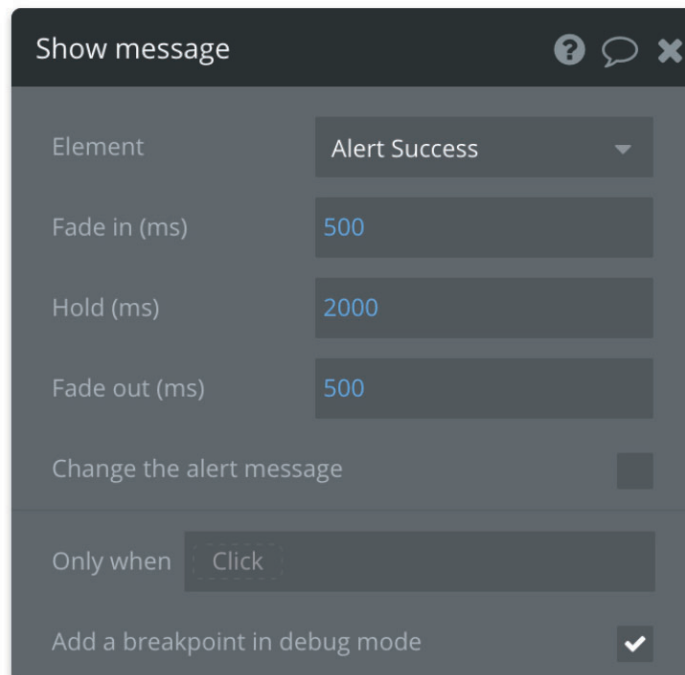 Show message
Element Alert Success
Fade in (ms) 500
Hold (ms) 2000
Fade out (ms) 500
Change the alert message
Only when Click
Add a breakpoint in debug mode